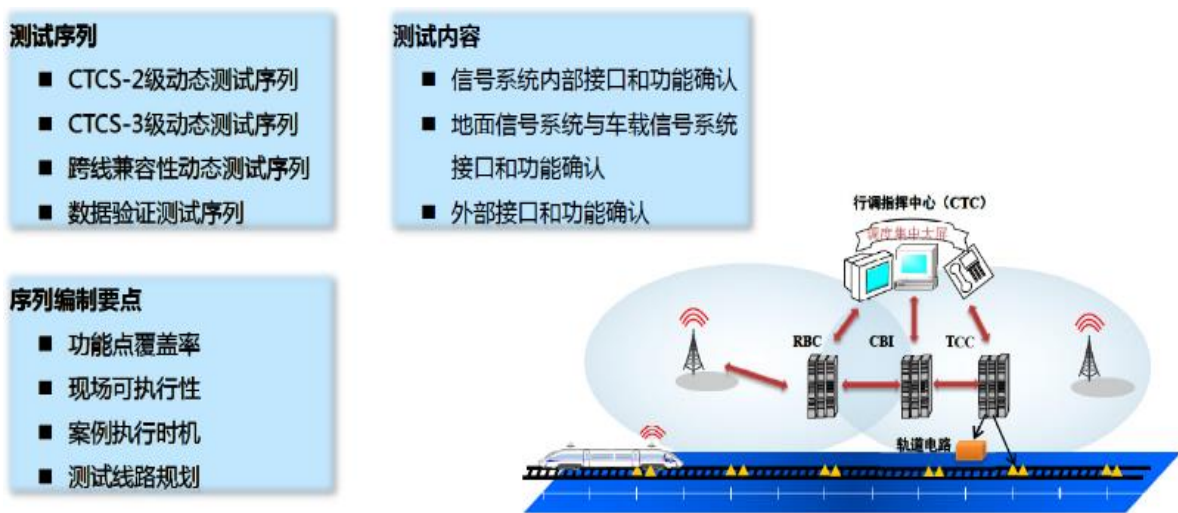 测试序列
■ CTCS-2级动态测试序列
■ CTCS-3级动态测试序列
■ 跨线兼容性动态测试序列
■ 数据验证测试序列
测试内容
■ 信号系统内部接口和功能确认
■ 地面信号系统与车载信号系统
接口和功能确认
■ 外部接口和功能确认
序列编制要点
■ 功能点覆盖率
■ 现场可执行性
■ 案例执行时机
■ 测试线路规划
行调指挥中心（CTC）
调度集中大屏
RBC
CBI
TCC
轨道电路